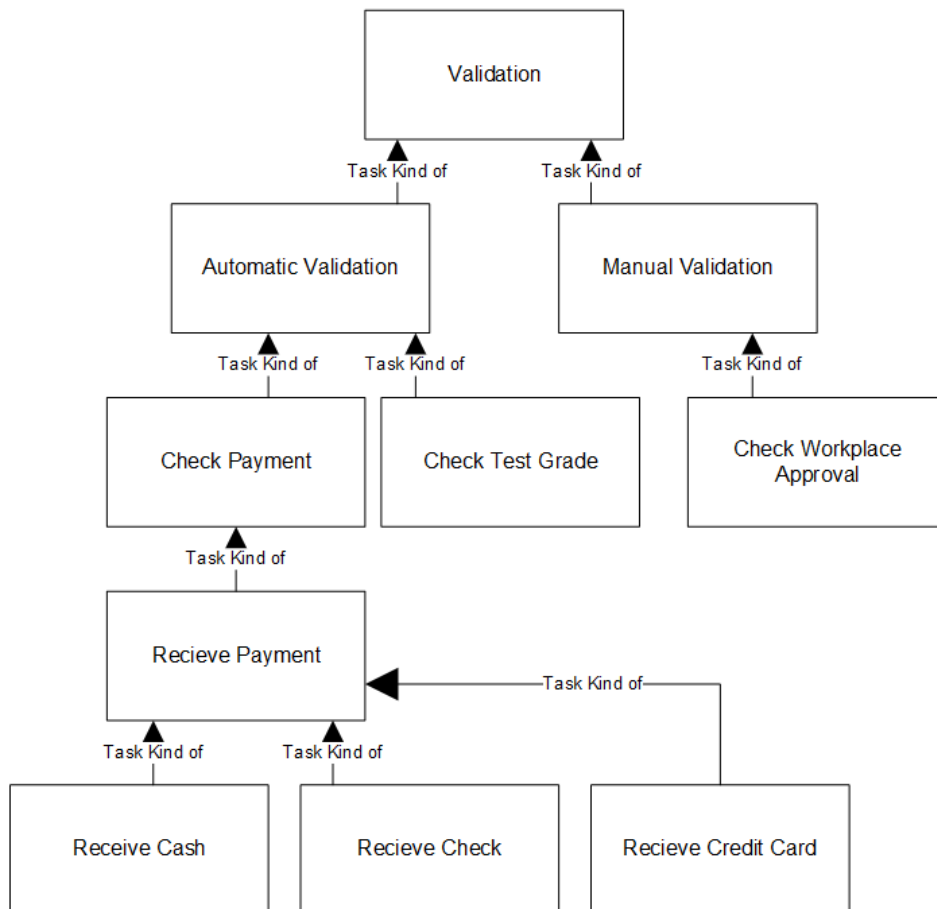 Validation
Task Kind of
Task Kind of
Automatic Validation
Manual Validation
Task Kind of
Task Kind of
Task Kind of
Check Payment
Check Test Grade
Check Workplace
Approval
Task Kind of
Recieve Payment
Task Kind of
Task Kind of
Task Kind of
Receive Cash
Recieve Check
Recieve Credit Card